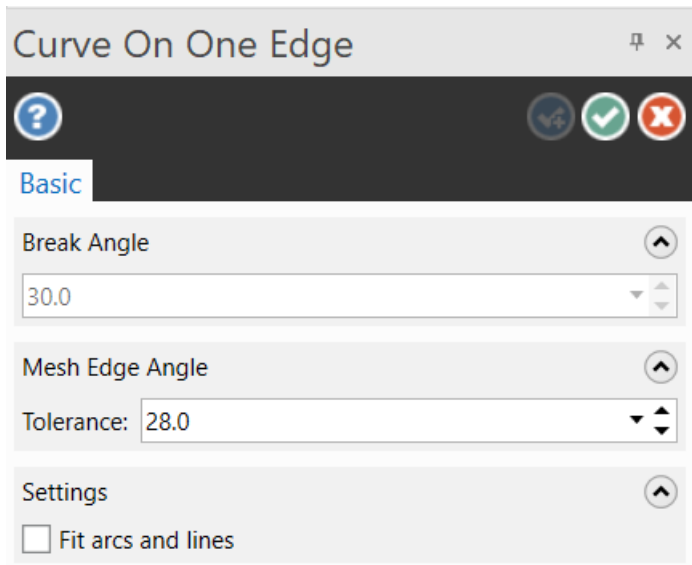 Curve On One Edge
Basic
Break Angle
30.0
Mesh Edge Angle
Tolerance: 28.0
Settings
Fit arcs and lines